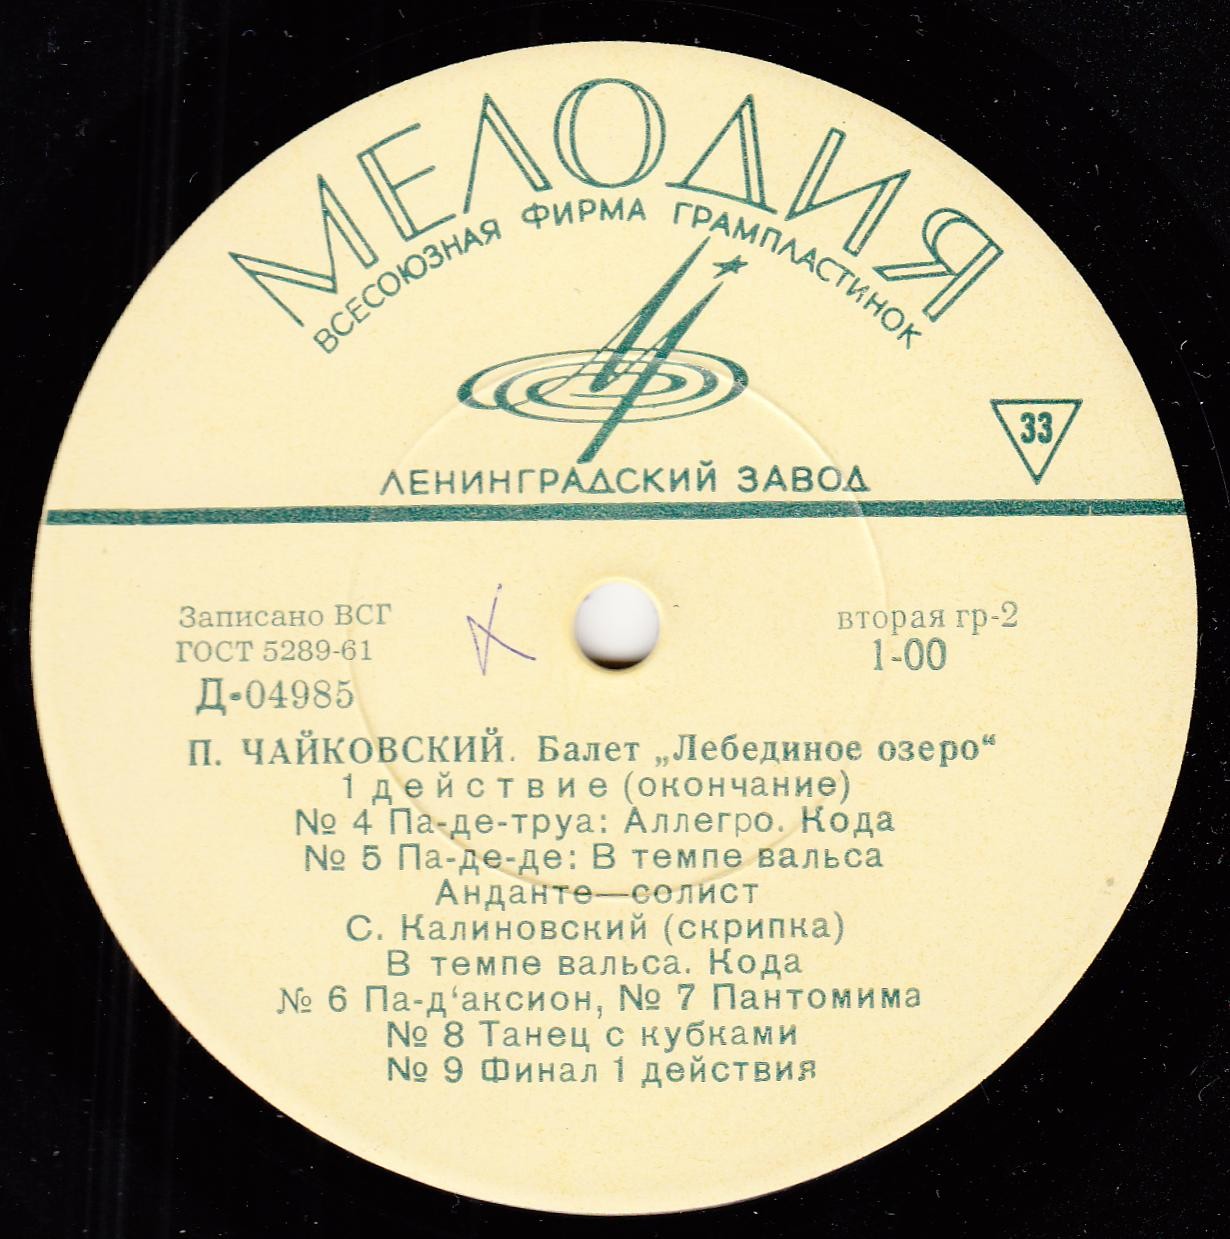 МЕЛОДИЯ
ВСЕСОЮЗНАЯ ФИРМА ГРАМПЛАСТИНОК
33
ЛЕНИНГРАДСКИЙ ЗАВОД
Записано ВСГ
ГОСТ 5289-61
Д-04985
вторая гр-2
1-00
П. ЧАЙКОВСКИЙ. Балет „Лебединое озеро“
1 действие (окончание)
№ 4 Па-де-труа: Аллегро. Кода
№ 5 Па-де-де: В темпе вальса
Анданте—солист
С. Калиновский (скрипка)
В темпе вальса. Кода
№ 6 Па-д‘аксион, № 7 Пантомима
№ 8 Танец с кубками
№ 9 Финал 1 действия